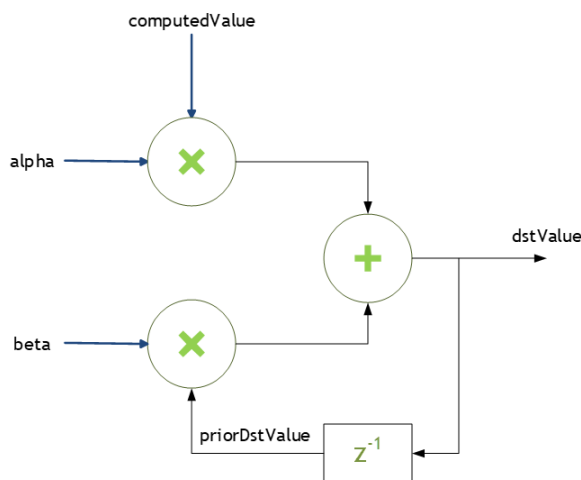 computedValue
alpha
dstValue
beta
priorDstValue
z⁻¹